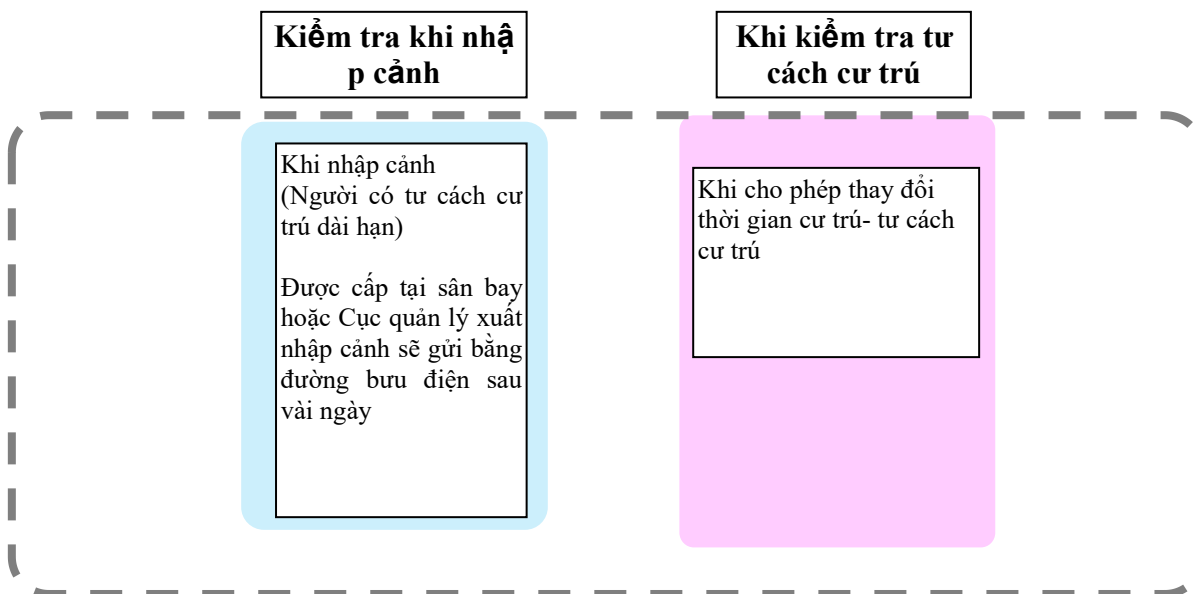 Kiểm tra khi nhậ
p cảnh
Khi kiểm tra tư
cách cư trú
Khi nhập cảnh
(Người có tư cách cư
trú dài hạn)
Được cấp tại sân bay
hoặc Cục quản lý xuất
nhập cảnh sẽ gửi bằng
đường bưu điện sau
vài ngày
Khi cho phép thay đổi
thời gian cư trú- tư cách
cư trú